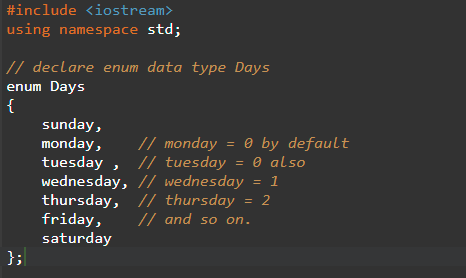 #include <iostream>
using namespace std;
// declare enum data type Days
enum Days
{
sunday,
monday, // monday = 0 by default
tuesday , // tuesday = 0 also
wednesday, // wednesday = 1
thursday, // thursday = 2
friday, // and so on.
saturday
};